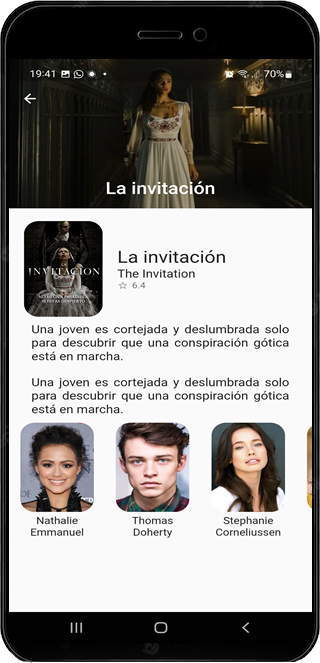 19:41
70%
La invitación
INVITACION
La invitación
The Invitation
6.4
Una joven es cortejada y deslumbrada solo
para descubrir que una conspiración gótica
está en marcha.
Una joven es cortejada y deslumbrada solo
para descubrir que una conspiración gótica
está en marcha.
Nathalie
Emmanuel
Thomas
Doherty
Stephanie
Corneliussen